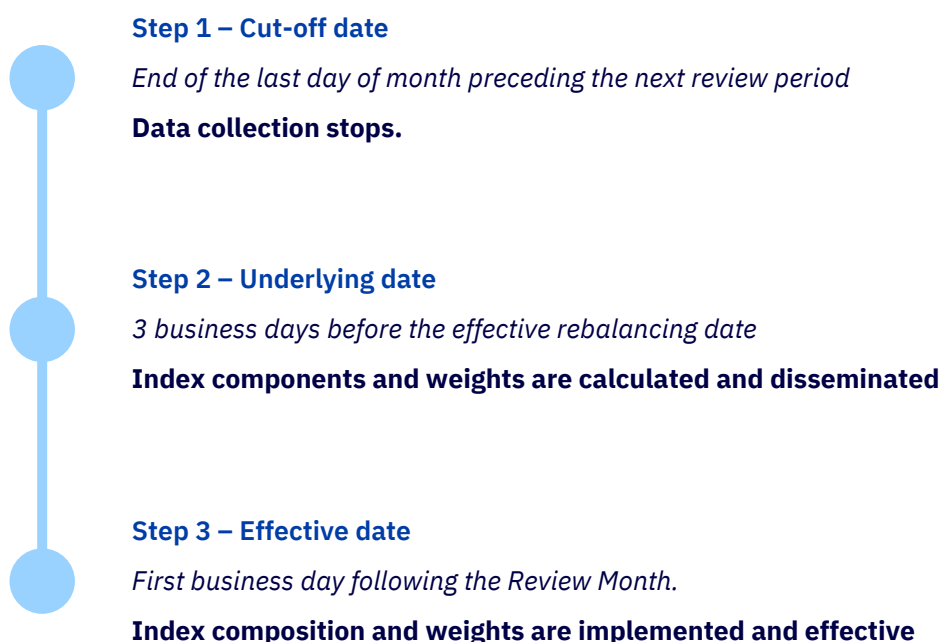 Step 1 – Cut-off date
End of the last day of month preceding the next review period
Data collection stops.
Step 2 – Underlying date
3 business days before the effective rebalancing date
Index components and weights are calculated and disseminated
Step 3 – Effective date
First business day following the Review Month.
Index composition and weights are implemented and effective